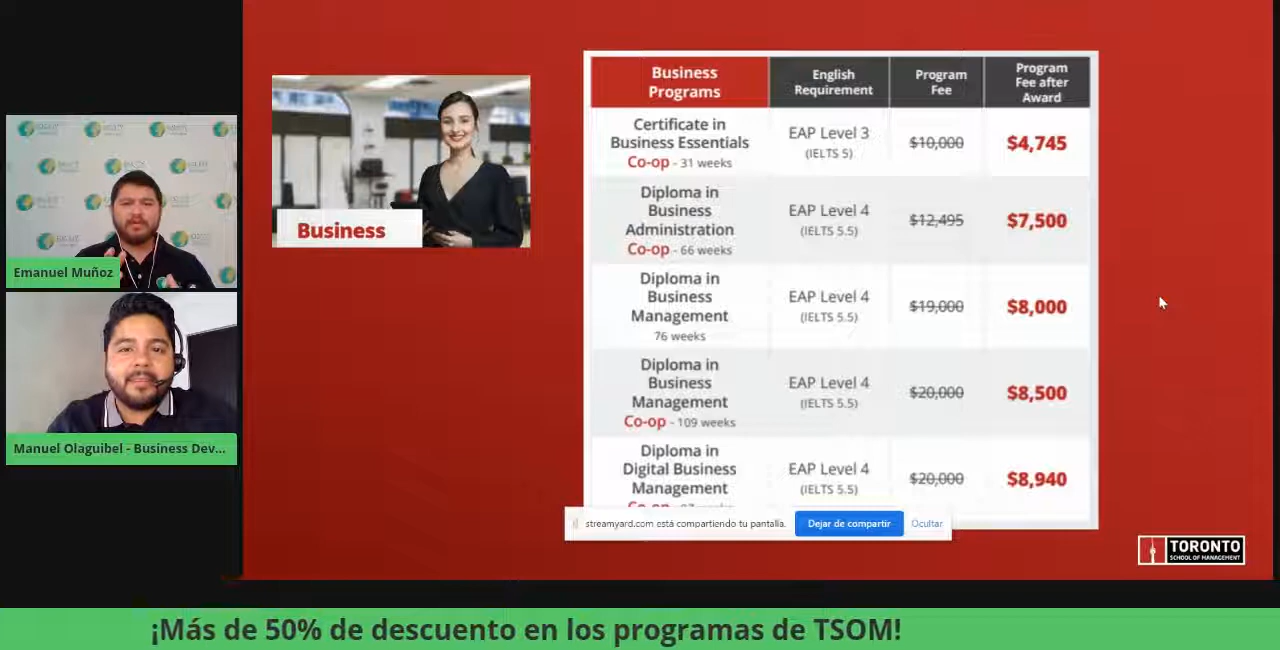 Emanuel Muñoz
Manuel Olaguibel - Business Dev...
Business
Business
Programs
English
Requirement
Program
Fee
Program
Fee after
Award
Certificate in
Business Essentials
Co-op - 31 weeks
EAP Level 3
(IELTS 5)
$10,000
$4,745
Diploma in
Business
Administration
Co-op - 66 weeks
EAP Level 4
(IELTS 5.5)
$12,495
$7,500
Diploma in
Business
Management
76 weeks
EAP Level 4
(IELTS 5.5)
$19,000
$8,000
Diploma in
Business
Management
Co-op - 109 weeks
EAP Level 4
(IELTS 5.5)
$20,000
$8,500
Diploma in
Digital Business
Management
EAP Level 4
(IELTS 5.5)
$20,000
$8,940
streamyard.com está compartiendo tu pantalla.
Dejar de compartir
Ocultar
TORONTO
SCHOOL OF MANAGEMENT
¡Más de 50% de descuento en los programas de TSOM!